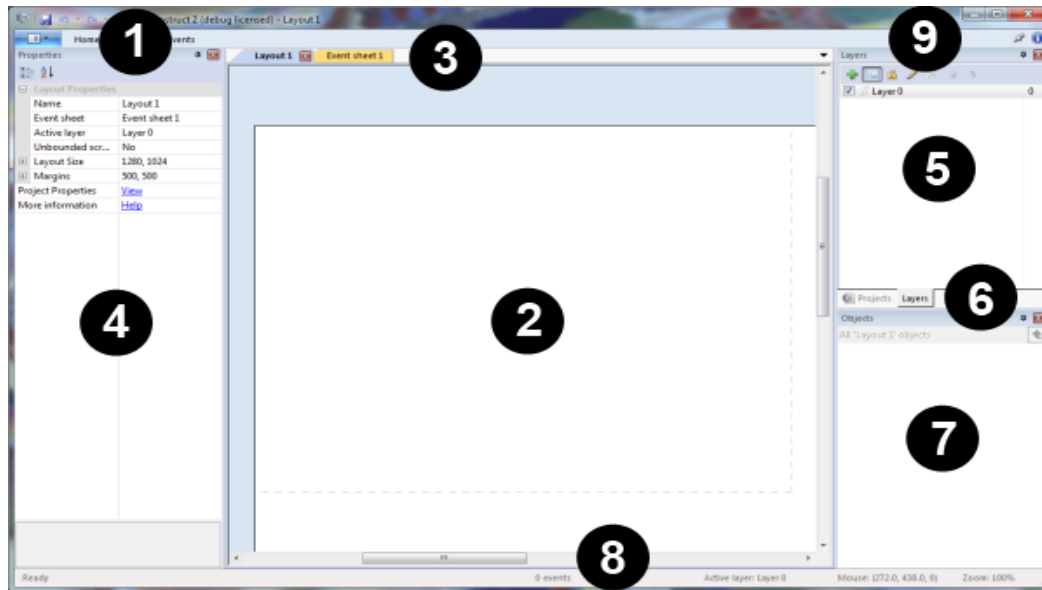 1
struct 2 (debug licensed) - Layout 1
9
Home
vents
Properties
Layout 1
Event sheet 1
3
Layers
Layout Properties
Name Layout 1
Event sheet Event sheet 1
Active layer Layer 0
Unbounded scr... No
Layout Size 1280, 1024
Margins 500, 500
Project Properties View
More information Help
Layer 0 0
5
4
2
Projects Layers
6
Objects
All 'Layout 1' objects
7
8
Ready
0 events
Active layer: Layer 0
Mouse: (272.0, 438.0, 0)
Zoom: 100%